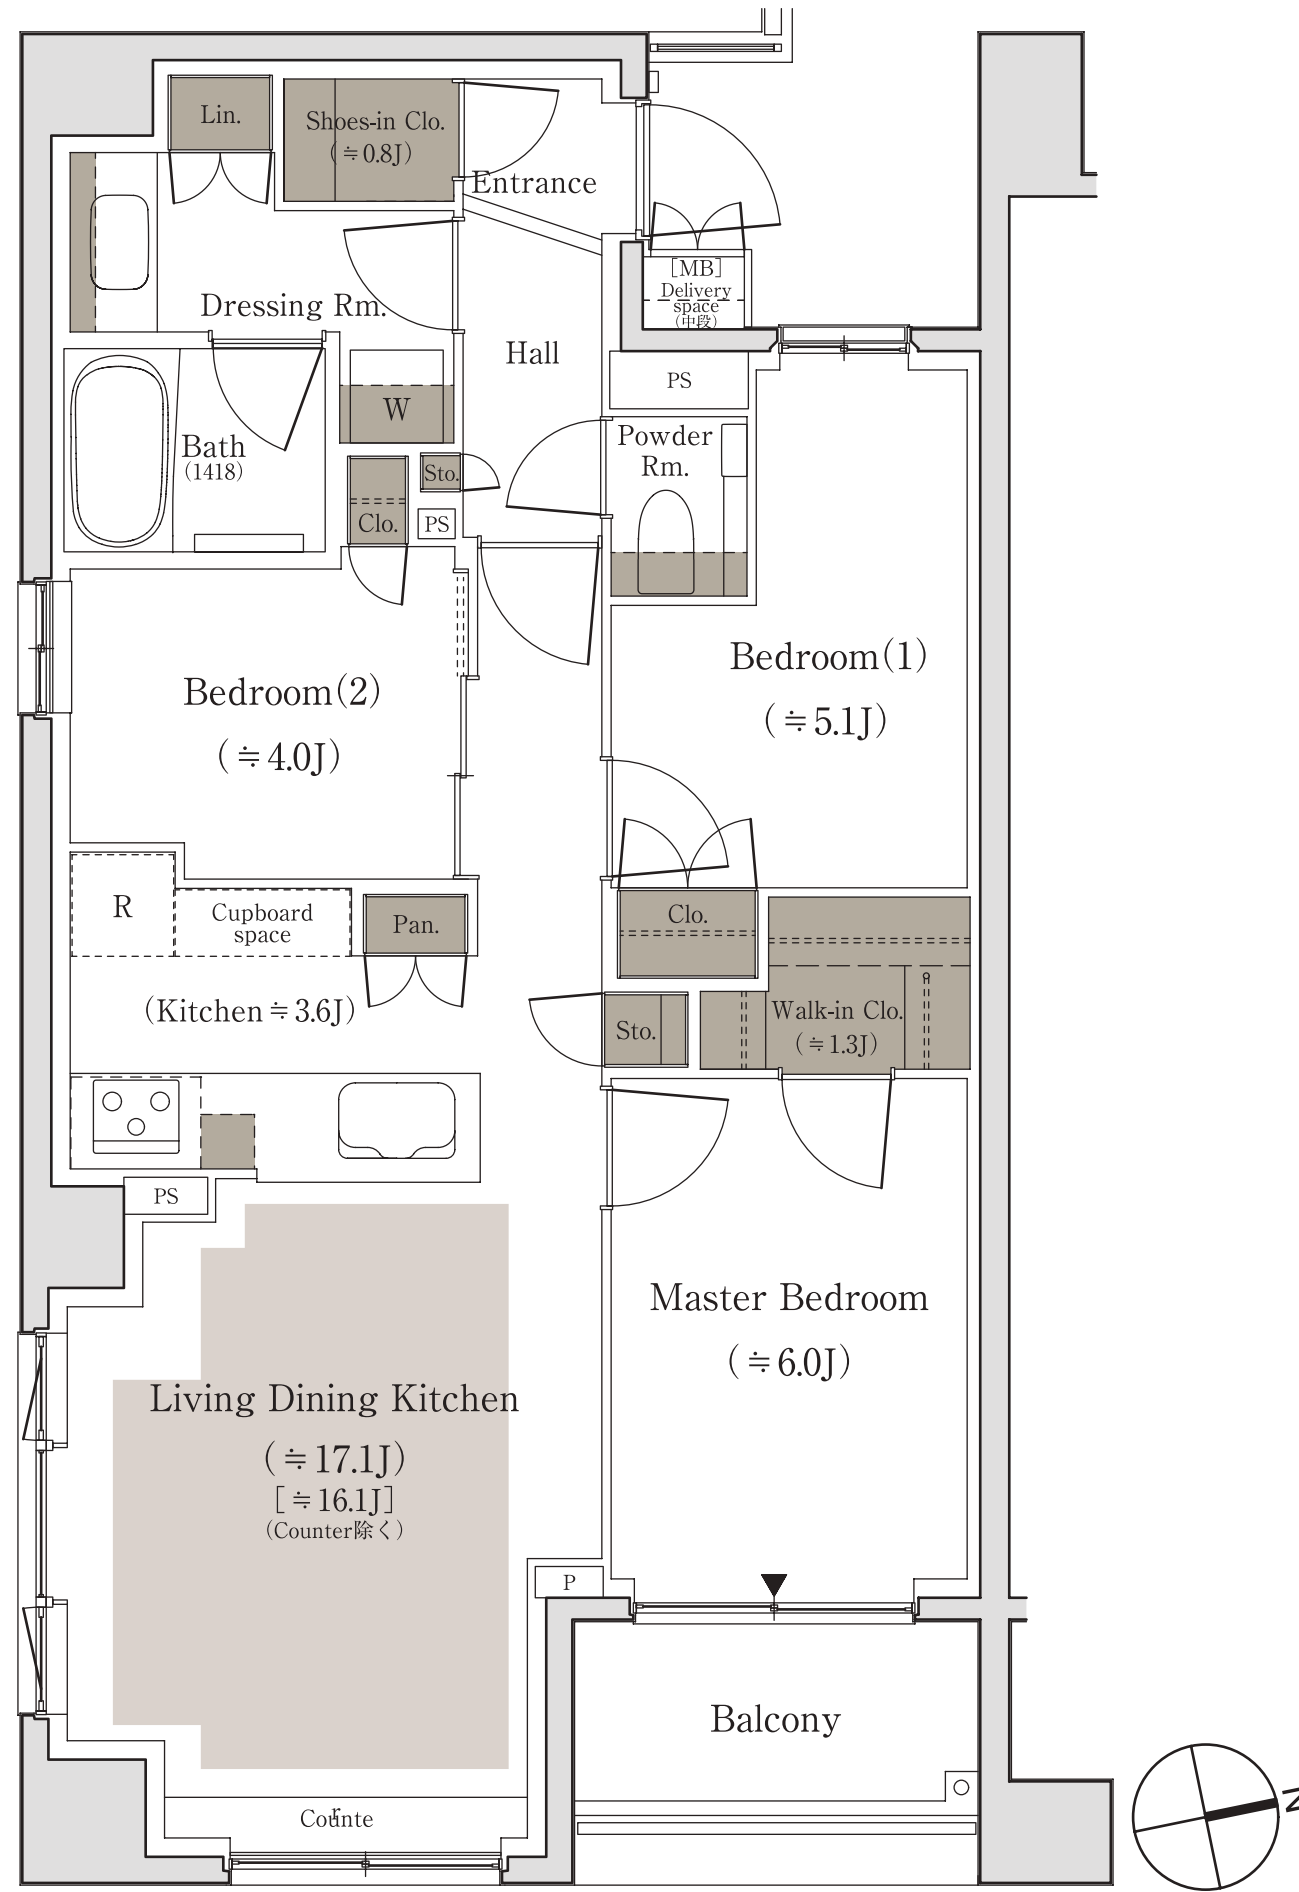 Lin.
Shoes-in Clo.
(≒0.8J)
Entrance
[MB]
Delivery
space
(中段)
Dressing Rm.
Hall
PS
W
Powder
Rm.
Bath
(1418)
Sto.
Clo.
PS
Bedroom(1)
(≒5.1J)
Bedroom(2)
(≒4.0J)
R
Cupboard
space
Pan.
Clo.
(Kitchen≒3.6J)
Sto.
Walk-in Clo.
(≒1.3J)
PS
Master Bedroom
(≒6.0J)
Living Dining Kitchen
(≒17.1J)
[≒16.1J]
(Counter除く)
P
Balcony
Counter
N